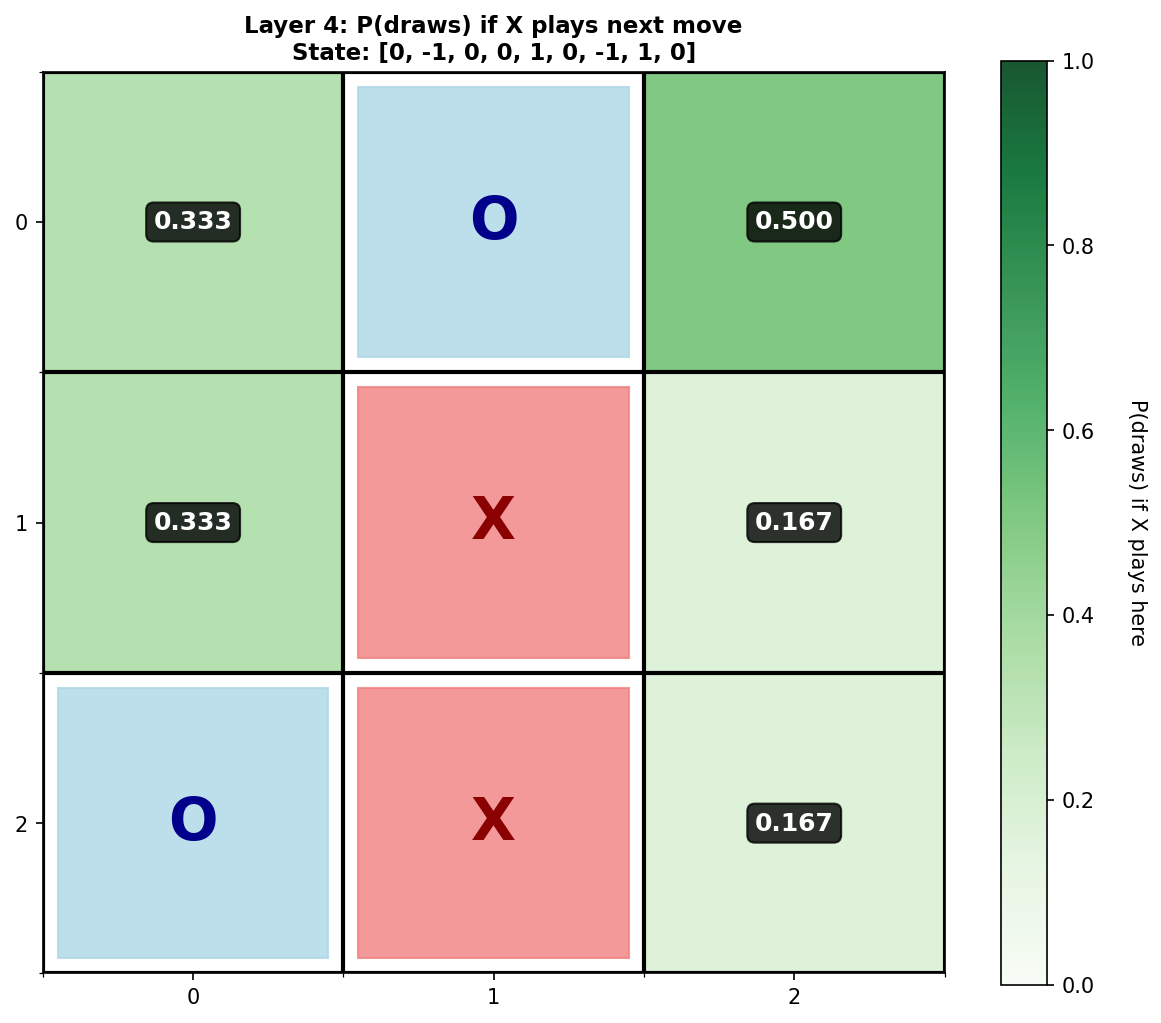 Layer 4: P(draws) if X plays next move
State: [0, -1, 0, 0, 1, 0, -1, 1, 0]
0.333
O
0.500
0.333
X
0.167
O
X
0.167
0
1
2
0
1
2
1.0
0.8
0.6
0.4
0.2
0.0
P(draws) if X plays here